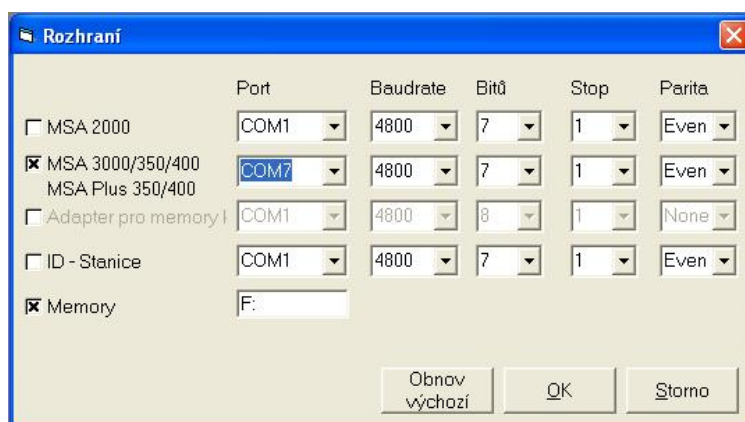 Rozhraní
Port Baudrate Bitů Stop Parita
MSA 2000 COM1 4800 7 1 Even
MSA 3000/350/400 COM7 4800 7 1 Even
MSA Plus 350/400
Adapter pro memory COM1 4800 8 1 None
ID - Stanice COM1 4800 7 1 Even
Memory F:
Obnov výchozí OK Storno